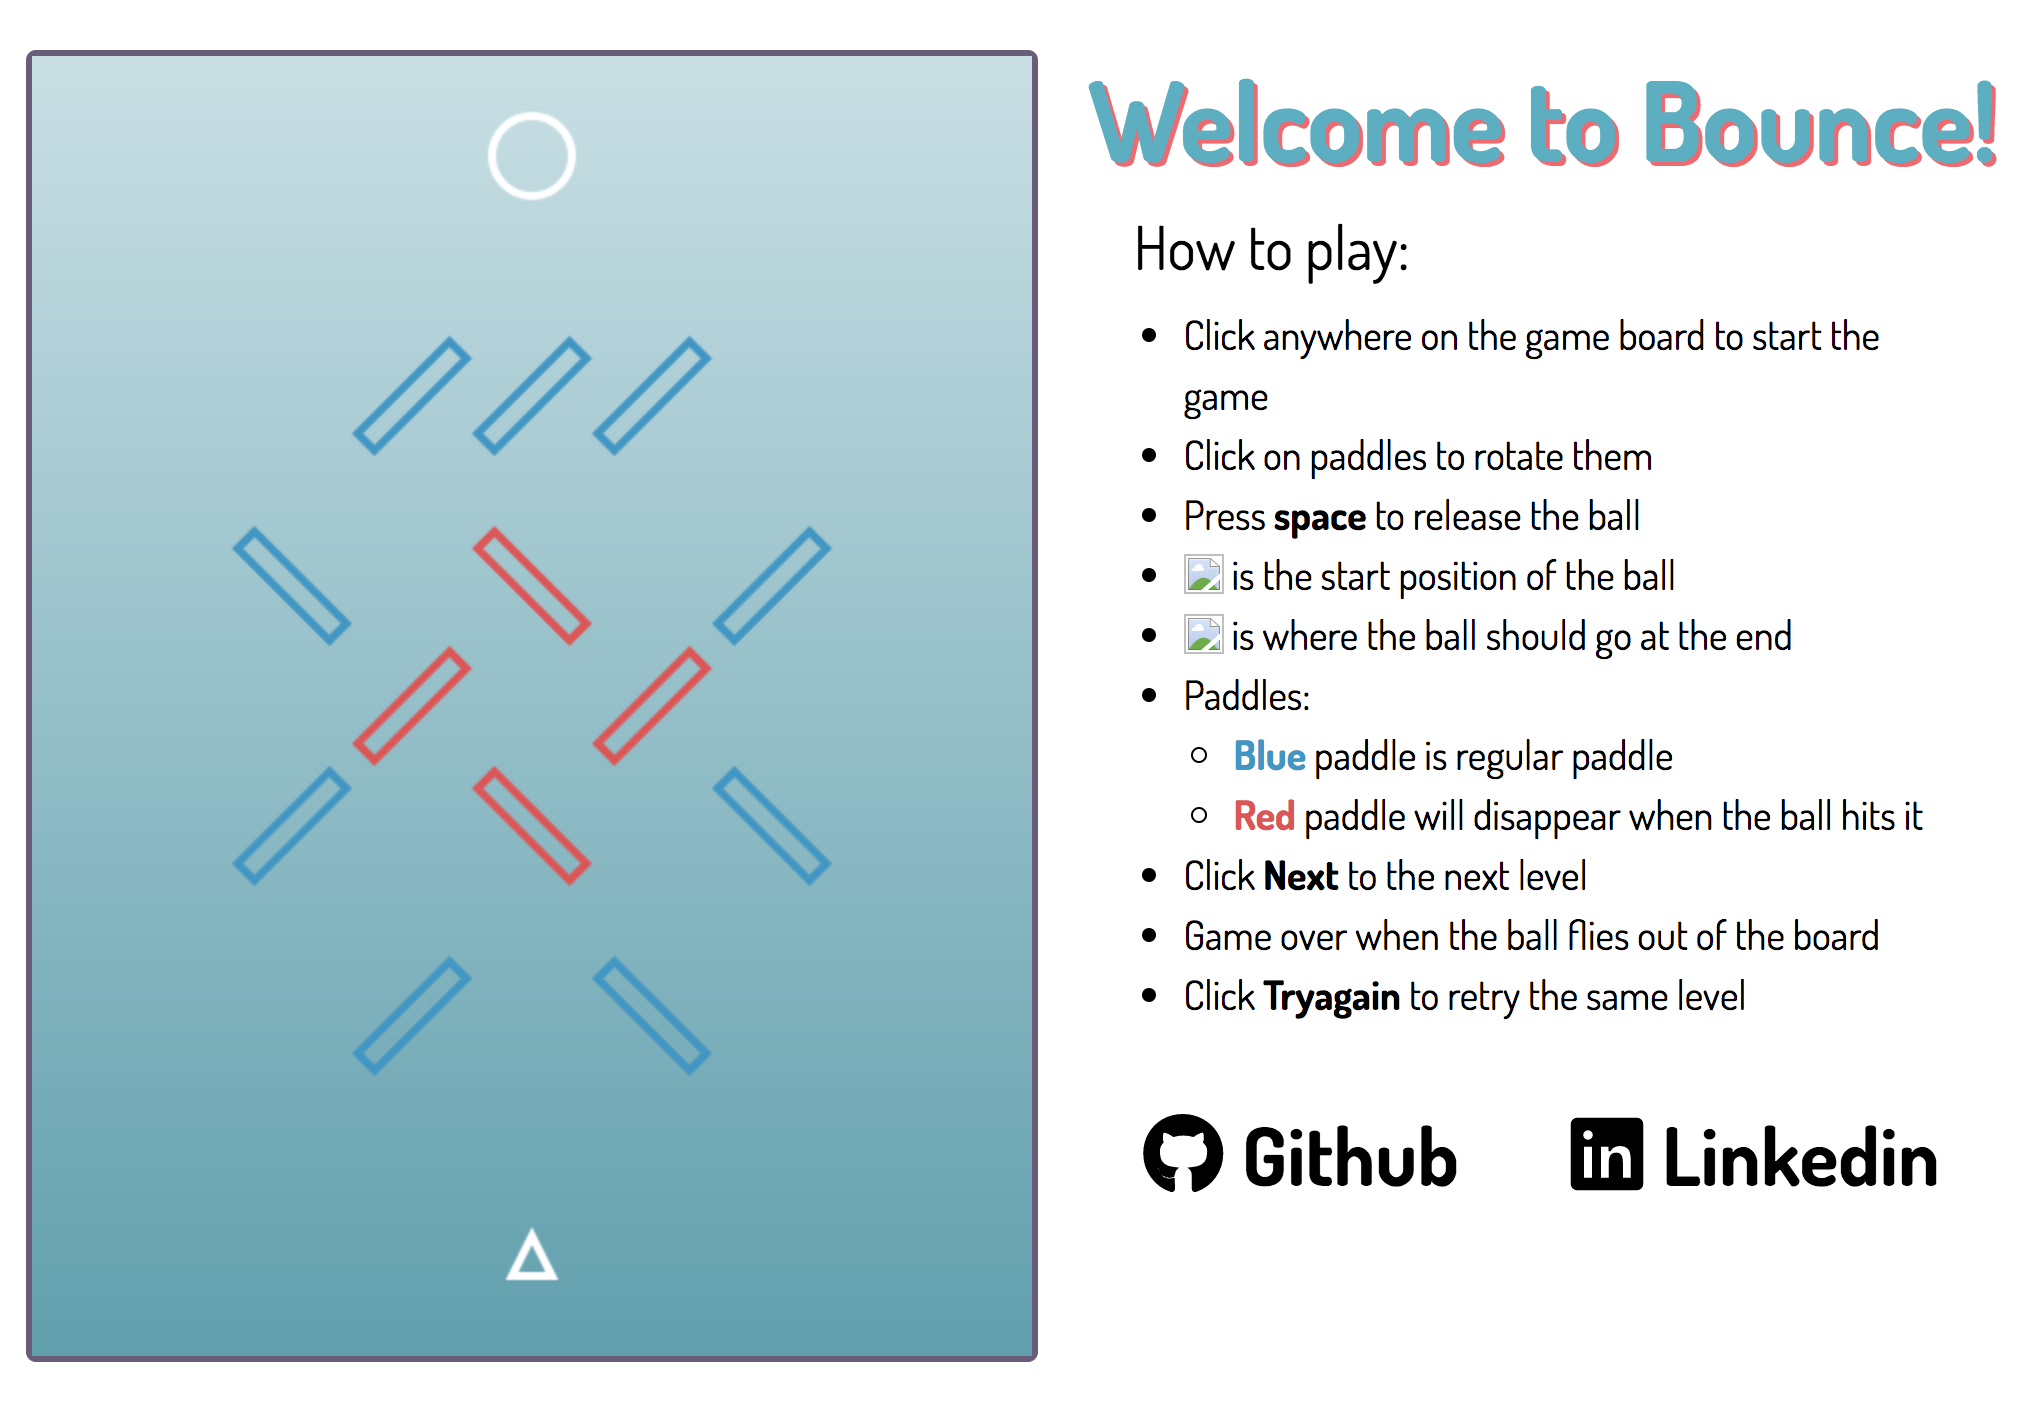 Welcome to Bounce!
How to play:
Click anywhere on the game board to start the
game
Click on paddles to rotate them
Press space to release the ball
is the start position of the ball
is where the ball should go at the end
Paddles:
Blue paddle is regular paddle
Red paddle will disappear when the ball hits it
Click Next to the next level
Game over when the ball flies out of the board
Click Tryagain to retry the same level
Github Linkedin